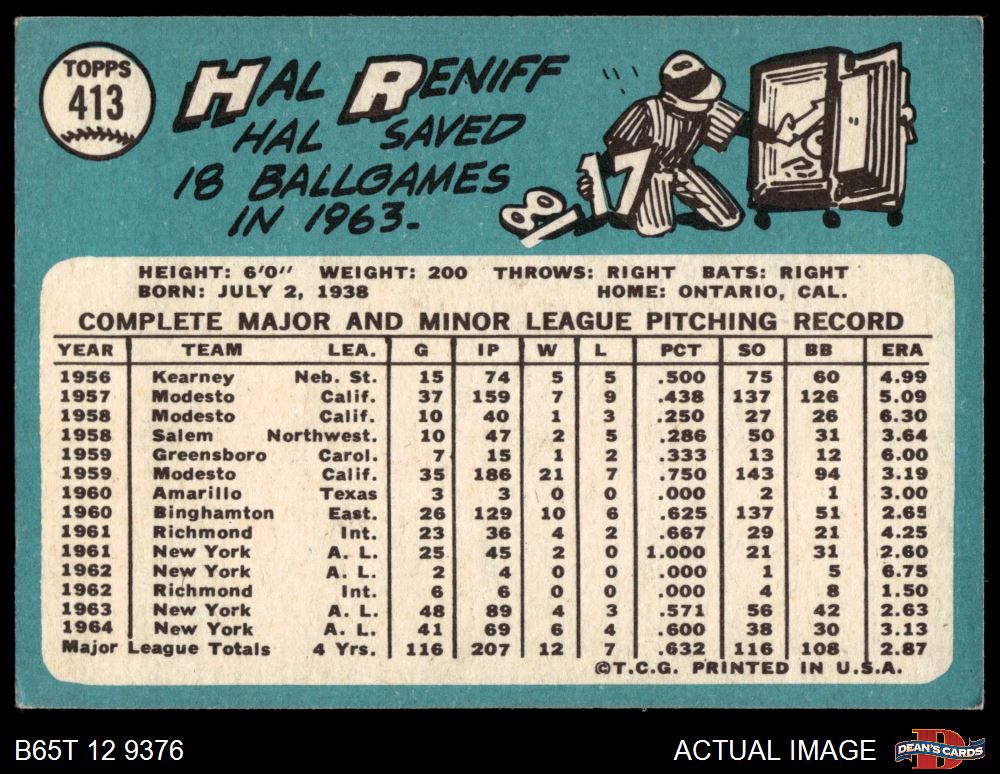 TOPPS
413
HAL RENIFF
HAL SAVED
18 BALLGAMES
IN 1963.
18 17
HEIGHT: 6'0" WEIGHT: 200 THROWS: RIGHT BATS: RIGHT
BORN: JULY 2, 1938 HOME: ONTARIO, CAL.
COMPLETE MAJOR AND MINOR LEAGUE PITCHING RECORD
YEAR TEAM LEA. G IP W L PCT SO BB ERA
1956 Kearney Neb. St. 15 74 5 5 .500 75 60 4.99
1957 Modesto Calif. 37 159 7 9 .438 137 126 5.09
1958 Modesto Calif. 10 40 1 3 .250 27 26 6.30
1958 Salem Northwest. 10 47 2 5 .286 50 31 3.64
1959 Greensboro Carol. 7 15 1 2 .333 13 12 6.00
1959 Modesto Calif. 35 186 21 7 .750 143 94 3.19
1960 Amarillo Texas 3 3 0 0 .000 2 1 3.00
1960 Binghamton East. 26 129 10 6 .625 137 51 2.65
1961 Richmond Int. 23 36 4 2 .667 29 21 4.25
1961 New York A. L. 25 45 2 0 1.000 21 31 2.60
1962 New York A. L. 2 4 0 0 .000 1 5 6.75
1962 Richmond Int. 6 6 0 0 .000 4 8 1.50
1963 New York A. L. 48 89 4 3 .571 56 42 2.63
1964 New York A. L. 41 69 6 4 .600 38 30 3.13
Major League Totals 4 Yrs. 116 207 12 7 .632 116 108 2.87
©T.C.G. PRINTED IN U.S.A.
B65T 12 9376
ACTUAL IMAGE
DEAN'S CARDS